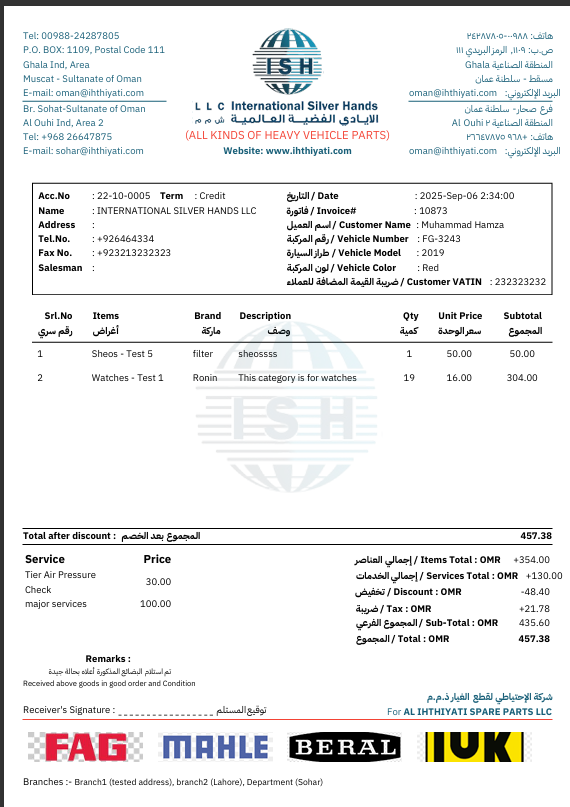 Tel: 00988-24287805
P.O. BOX: 1109, Postal Code 111
Ghala Ind, Area
Muscat - Sultanate of Oman
E-mail: oman@ihthiyati.com
Br. Sohat-Sultanate of Oman
Al Ouhi Ind, Area 2
Tel: +968 26647875
E-mail: sohar@ihthiyati.com
ISH
L L C International Silver Hands
الايادي الفضيــة العالـمـيـة ش م م
(ALL KINDS OF HEAVY VEHICLE PARTS)
Website: www.ihthiyati.com
هاتف: ٠٠٩٨٨-٢٤٢٨٧٨٠٥
ص.ب: ١١٠٩, الرمزالبريدي ١١١
المنطقة الصناعية Ghala
مسقط - سلطنة عمان
البريد الإلكتروني: oman@ihthiyati.com
فرع صحار- سلطنة عمان
المنطقة الصناعية ٢ Al Ouhi
هاتف: +٩٦٨ ٢٦٦٤٧٨٧٥
البريد الإلكتروني: oman@ihthiyati.com
Acc.No : 22-10-0005 Term : Credit
Name : INTERNATIONAL SILVER HANDS LLC
Address :
Tel.No. : +926464334
Fax No. : +923213232323
Salesman :
التاريخ / Date : 2025-Sep-06 2:34:00
فاتورة / Invoice# : 10873
اسم العميل / Customer Name : Muhammad Hamza
رقم المركبة / Vehicle Number : FG-3243
طراز السيارة / Vehicle Model : 2019
لون المركبة / Vehicle Color : Red
ضريبة القيمة المضافة للعملاء / Customer VATIN : 232323232
Srl.No Items Brand Description Qty Unit Price Subtotal
رقم سري أغراض ماركة وصف كمية سعر الوحدة المجموع
1 Sheos - Test 5 filter sheossss 1 50.00 50.00
2 Watches - Test 1 Ronin This category is for watches 19 16.00 304.00
ISH
Total after discount : المجموع بعد الخصم 457.38
Service Price
Tier Air Pressure Check 30.00
major services 100.00
إجمالي العناصر / Items Total : OMR +354.00
إجمالي الخدمات / Services Total : OMR +130.00
تخفيض / Discount : OMR -48.40
ضريبة / Tax : OMR +21.78
المجموع الفرعي / Sub-Total : OMR 435.60
المجموع / Total : OMR 457.38
Remarks :
تم استلام البضائع المذكورة أعلاه بحالة جيدة
Received above goods in good order and Condition
Receiver's Signature : _ _ _ _ _ _ _ _ _ _ _ _ _ _ _ توقيع المستلم
شركة الإحتياطي لقطع الغيار ذ.م.م
For AL IHTHIYATI SPARE PARTS LLC
FAG MAHLE BERAL
Branches :- Branch1 (tested address), branch2 (Lahore), Department (Sohar)